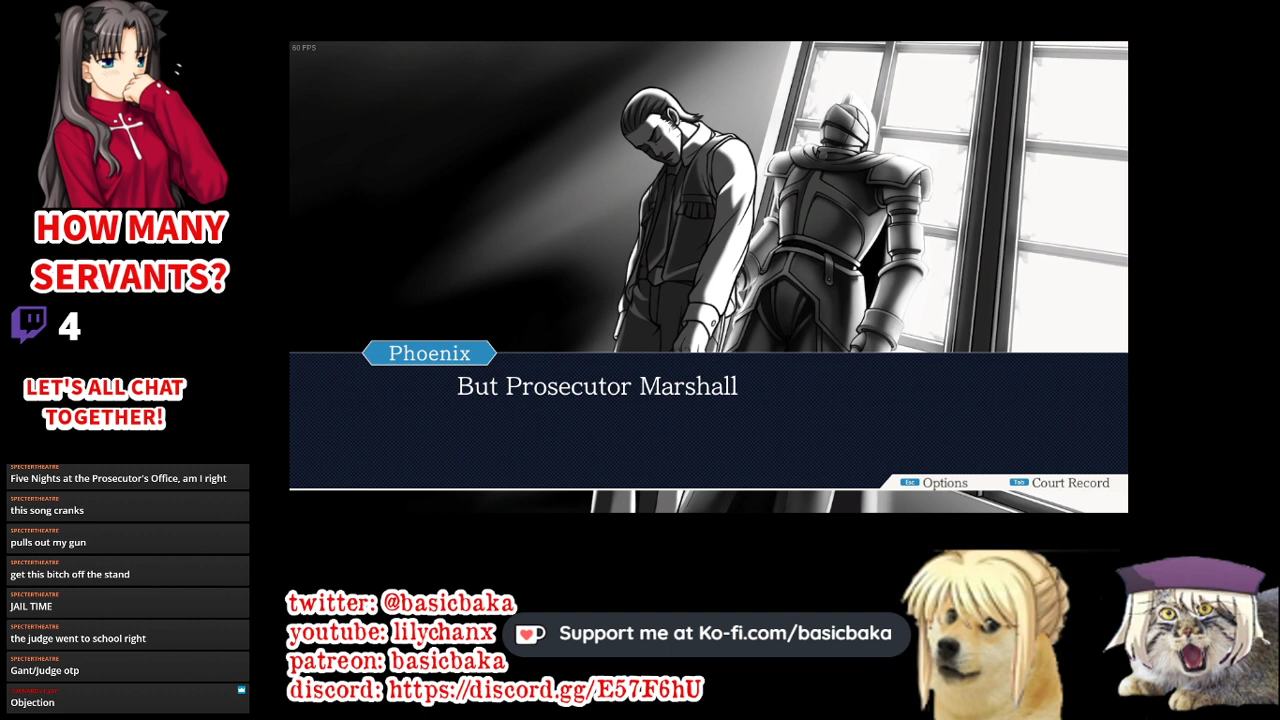 60 FPS
HOW MANY
SERVANTS?
4
LET'S ALL CHAT
TOGETHER!
Phoenix
But Prosecutor Marshall
Esc Options
Tab Court Record
SPECTERTHEATRE
Five Nights at the Prosecutor's Office, am I right
SPECTERTHEATRE
this song cranks
SPECTERTHEATRE
pulls out my gun
SPECTERTHEATRE
get this bitch off the stand
SPECTERTHEATRE
JAIL TIME
SPECTERTHEATRE
the judge went to school right
SPECTERTHEATRE
Gant/Judge otp
Objection
twitter: @basicbaka
youtube: lilychanx
patreon: basicbaka
discord: https://discord.gg/E57F6hU
Support me at Ko-fi.com/basicbaka